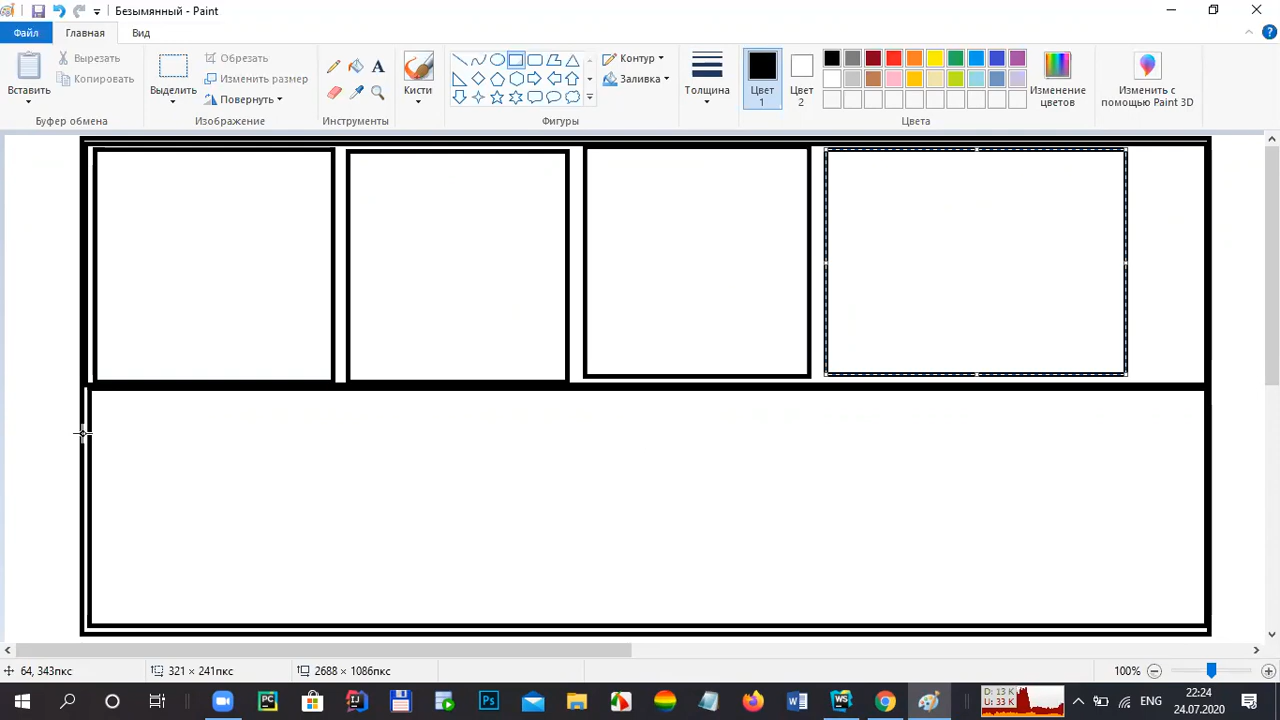 Безымянный - Paint
Файл Главная Вид
Вставить
Вырезать
Копировать
Буфер обмена
Выделить
Обрезать
Изменить размер
Повернуть
Изображение
Инструменты
Кисти
Контур
Заливка
Фигуры
Толщина
Цвет 1
Цвет 2
Изменение цветов
Цвета
Изменить с помощью Paint 3D
64, 343пкс
321 × 241пкс
2688 × 1086пкс
100%
D: 13 K
U: 33 K
ENG
22:24
24.07.2020